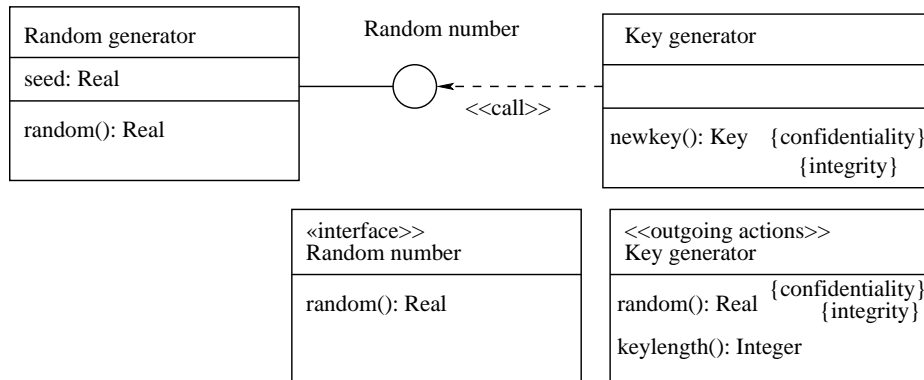 Random generator
seed: Real
random(): Real
Random number
<<call>>
Key generator
newkey(): Key {confidentiality}
{integrity}
«interface>>
Random number
random(): Real
<<outgoing actions>>
Key generator
random(): Real {confidentiality}
{integrity}
keylength(): Integer